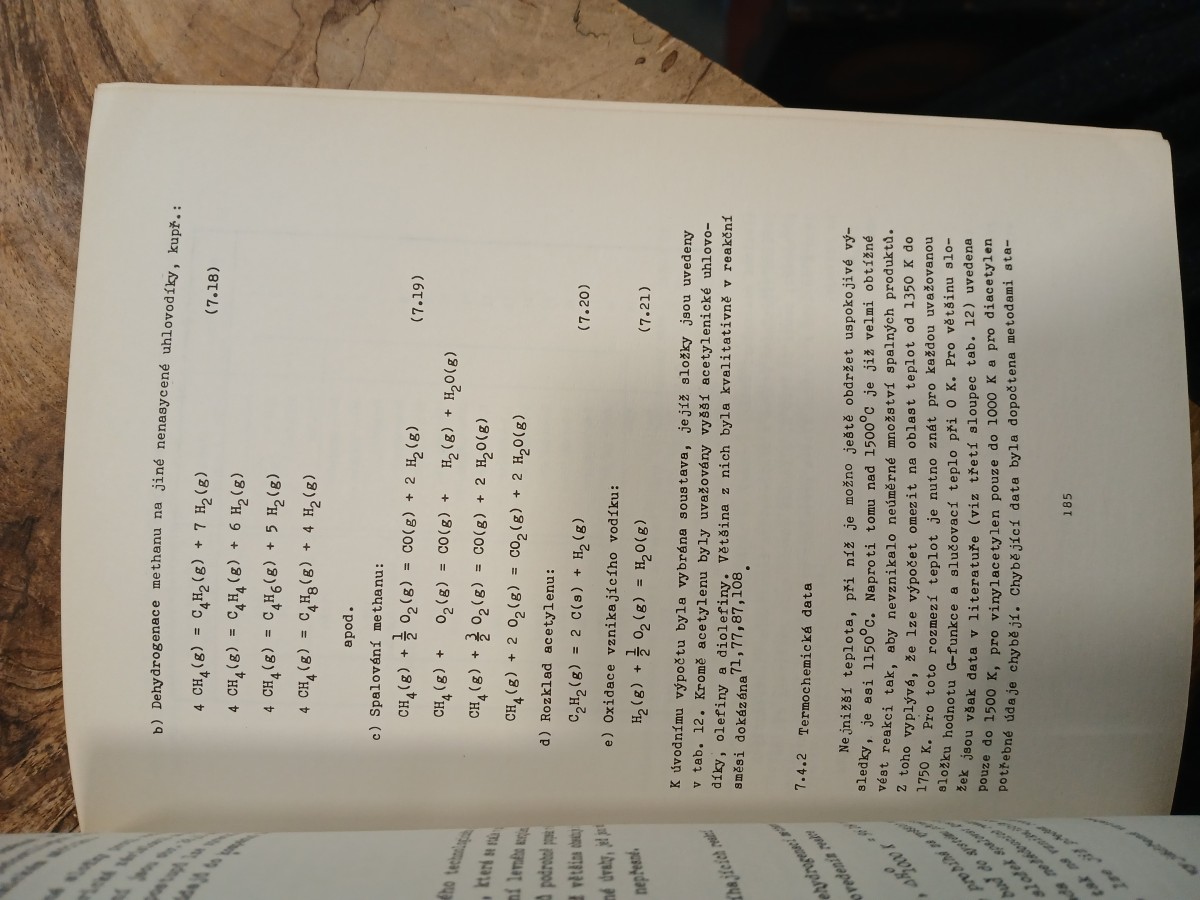 b) Dehydrogenace methanu na jiné nenasycené uhlovodíky, kupř.:
4 CH₄(g) = C₄H₂(g) + 7 H₂(g) (7.18)
4 CH₄(g) = C₄H₄(g) + 6 H₂(g)
4 CH₄(g) = C₄H₆(g) + 5 H₂(g)
4 CH₄(g) = C₄H₈(g) + 4 H₂(g)
apod.
c) Spalování methanu:
CH₄(g) + 1/2 O₂(g) = CO(g) + 2 H₂(g) (7.19)
CH₄(g) + O₂(g) = CO(g) + H₂(g) + H₂O(g)
CH₄(g) + 3/2 O₂(g) = CO(g) + 2 H₂O(g)
CH₄(g) + 2 O₂(g) = CO₂(g) + 2 H₂O(g)
d) Rozklad acetylenu:
C₂H₂(g) = 2 C(s) + H₂(g) (7.20)
e) Oxidace vznikajícího vodíku:
H₂(g) + 1/2 O₂(g) = H₂O(g) (7.21)
K úvodnímu výpočtu byla vybrána soustava, jejíž složky jsou uvedeny
v tab. 12. Kromě acetylenu byly uvažovány vyšší acetylenické uhlovo-
díky, olefiny a diolefiny. Většina z nich byla kvalitativně v reakční
směsi dokázána⁷¹,⁷⁷,⁸⁷,¹⁰⁸.
7.4.2 Termochemická data
Nejnižší teplota, při níž je možno ještě obdržet uspokojivé vý-
sledky, je asi 1150°C. Naproti tomu nad 1500°C je již velmi obtížné
vést reakci tak, aby nevznikalo neúměrné množství spalných produktů.
Z toho vyplývá, že lze výpočet omezit na oblast teplot od 1350 K do
1750 K. Pro toto rozmezí teplot je nutno znát pro každou uvažovanou
složku hodnotu G-funkce a slučovací teplo při 0 K. Pro většinu slo-
žek jsou však data v literatuře (viz třetí sloupec tab. 12) uvedena
pouze do 1500 K, pro vinylacetylen pouze do 1000 K a pro diacetylen
potřebné údaje chybějí. Chybějící data byla dopočtena metodami sta-
185